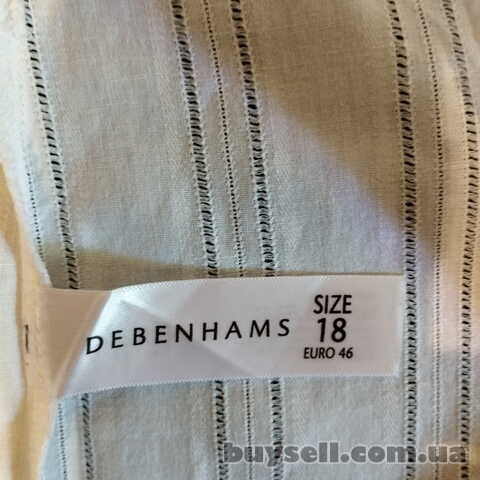 DEBENHAMS
SIZE
18
EURO 46
buysell.com.ua